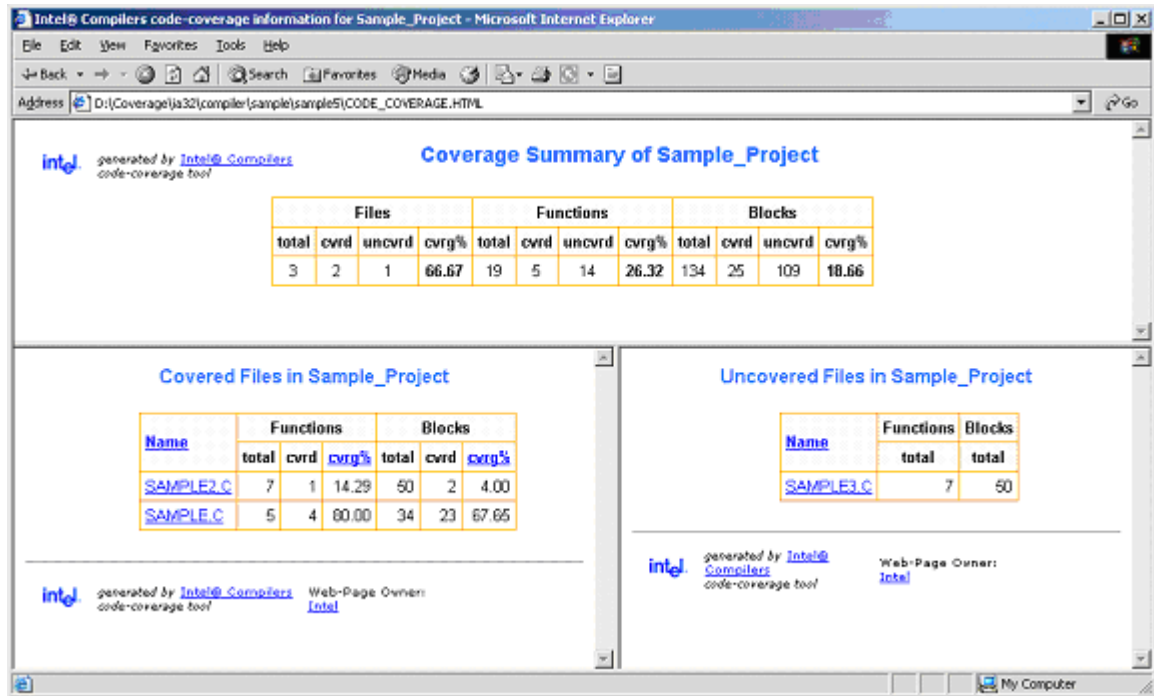 Intel® Compilers code-coverage information for Sample_Project - Microsoft Internet Explorer
File Edit View Favorites Tools Help
Back Search Favorites Media
Address D:\Coverage\ia32\compiler\sample\sample5\CODE_COVERAGE.HTML Go
intel. generated by Intel® Compilers
code-coverage tool
Coverage Summary of Sample_Project
Files Functions Blocks
total cvrd uncvrd cvrg% total cvrd uncvrd cvrg% total cvrd uncvrd cvrg%
3 2 1 66.67 19 5 14 26.32 134 25 109 18.66
Covered Files in Sample_Project
Name Functions Blocks
total cvrd cvrg% total cvrd cvrg%
SAMPLE2.C 7 1 14.29 50 2 4.00
SAMPLE.C 5 4 80.00 34 23 67.65
intel. generated by Intel® Compilers
code-coverage tool
Web-Page Owner:
Intel
Uncovered Files in Sample_Project
Name Functions Blocks
total total
SAMPLE3.C 7 50
intel. generated by Intel®
Compilers
code-coverage tool
Web-Page Owner:
Intel
My Computer